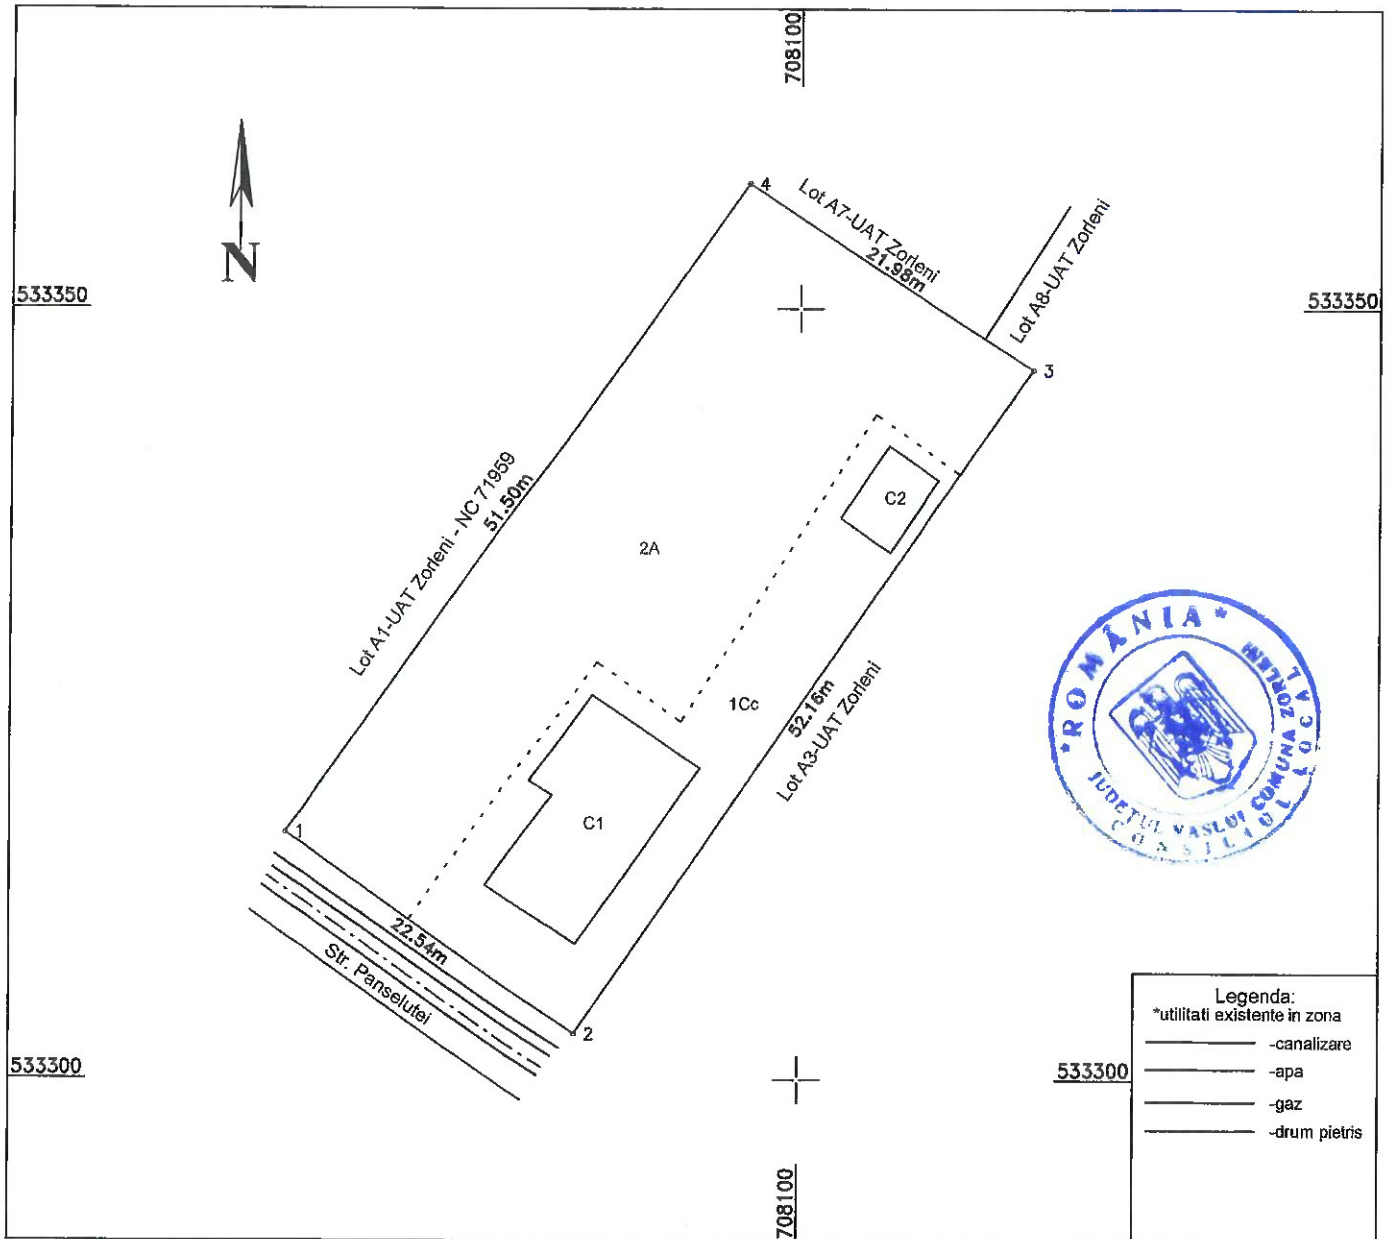 708100
4
Lot A7-UAT Zorleni
21.98m
Lot A8-UAT Zorleni
N
533350
533350
3
Lot A1-UAT Zorleni - NC 71959
51.50m
C2
2A
1Cc
52.16m
Lot A3-UAT Zorleni
*ROMÂNIA*
JUDEŢUL VASLUI COMUNA ZORLENI
CONSILIUL LOCAL
C1
1
22.54m
Str. Panselutei
2
533300
533300
708100
Legenda:
*utilitati existente in zona
-canalizare
-apa
-gaz
-drum pietris